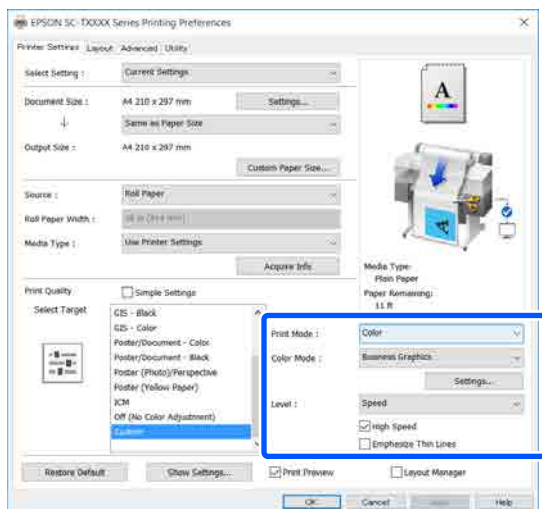 EPSON SC-TXXXX Series Printing Preferences
Printer Settings Layout Advanced Utility
Select Setting : Current Settings
Document Size : A4 210 x 297 mm Settings...
Same as Paper Size
Output Size : A4 210 x 297 mm
Custom Paper Size...
Source : Roll Paper
Roll Paper Width :
Media Type : Use Printer Settings
Acquire Info
Media Type:
Plain Paper
Paper Remaining:
11 ft
Print Quality Simple Settings
Select Target
GIS - Black
GIS - Color
Poster/Document - Color
Poster/Document - Black
Poster (Photo)/Perspective
Poster (Yellow Paper)
ICM
Off (No Color Adjustment)
Custom
Print Mode : Color
Color Mode : Business Graphics
Settings...
Level : Speed
High Speed
Emphasize Thin Lines
Restore Default Show Settings... Print Preview Layout Manager
OK Cancel Help
A